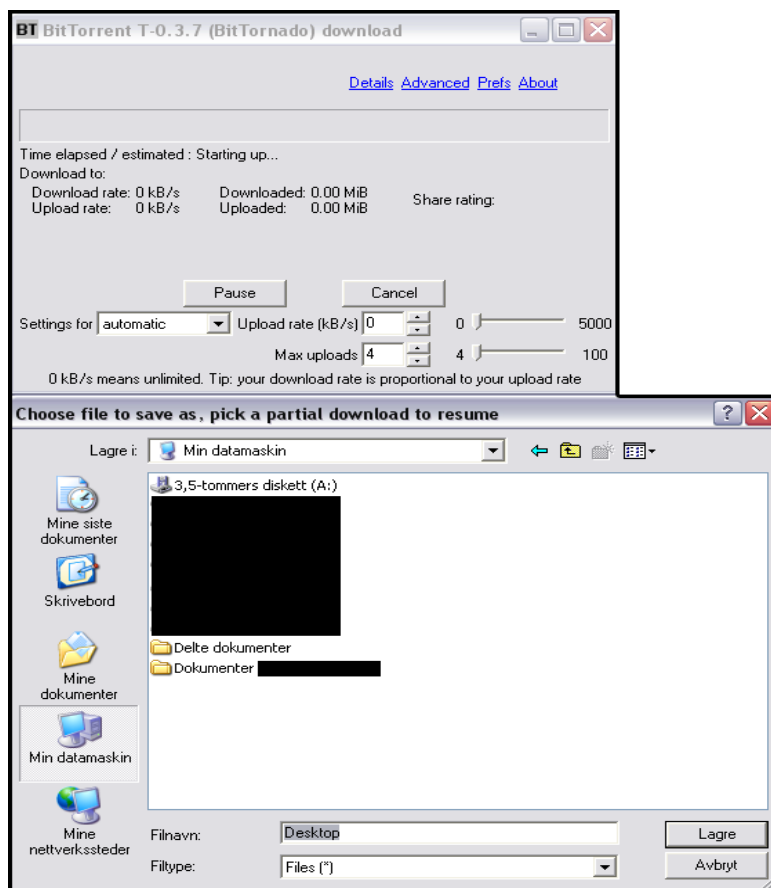 BT BitTorrent T-0.3.7 (BitTornado) download
Details Advanced Prefs About
Time elapsed / estimated : Starting up...
Download to:
Download rate: 0 kB/s Downloaded: 0.00 MiB
Share rating:
Upload rate: 0 kB/s Uploaded: 0.00 MiB
Pause Cancel
Settings for automatic Upload rate (kB/s) 0 0 5000
Max uploads 4 4 100
0 kB/s means unlimited. Tip: your download rate is proportional to your upload rate
Choose file to save as, pick a partial download to resume
Lagre i: Min datamaskin
3,5-tommers diskett (A:)
Mine siste
dokumenter
Skrivebord
Delte dokumenter
Dokumenter
Mine
dokumenter
Min datamaskin
Mine
nettverkssteder
Filnavn: Desktop Lagre
Filtype: Files (*) Avbryt